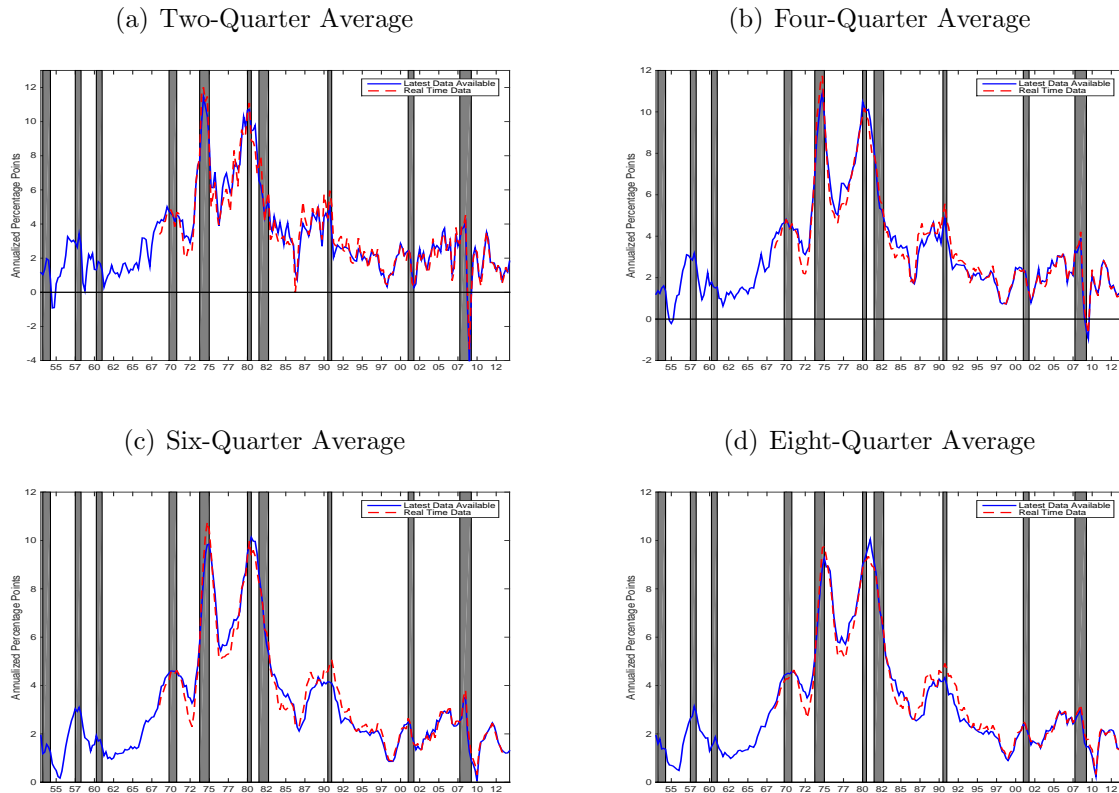 (a) Two-Quarter Average
Latest Data Available
Real Time Data
Annualized Percentage Points
12
10
8
6
4
2
0
-2
-4
55 57 60 62 65 67 70 72 75 77 80 82 85 87 90 92 95 97 00 02 05 07 10 12
(b) Four-Quarter Average
Latest Data Available
Real Time Data
Annualized Percentage Points
12
10
8
6
4
2
0
-2
55 57 60 62 65 67 70 72 75 77 80 82 85 87 90 92 95 97 00 02 05 07 10 12
(c) Six-Quarter Average
Latest Data Available
Real Time Data
Annualized Percentage Points
12
10
8
6
4
2
0
55 57 60 62 65 67 70 72 75 77 80 82 85 87 90 92 95 97 00 02 05 07 10 12
(d) Eight-Quarter Average
Latest Data Available
Real Time Data
Annualized Percentage Points
12
10
8
6
4
2
0
55 57 60 62 65 67 70 72 75 77 80 82 85 87 90 92 95 97 00 02 05 07 10 12